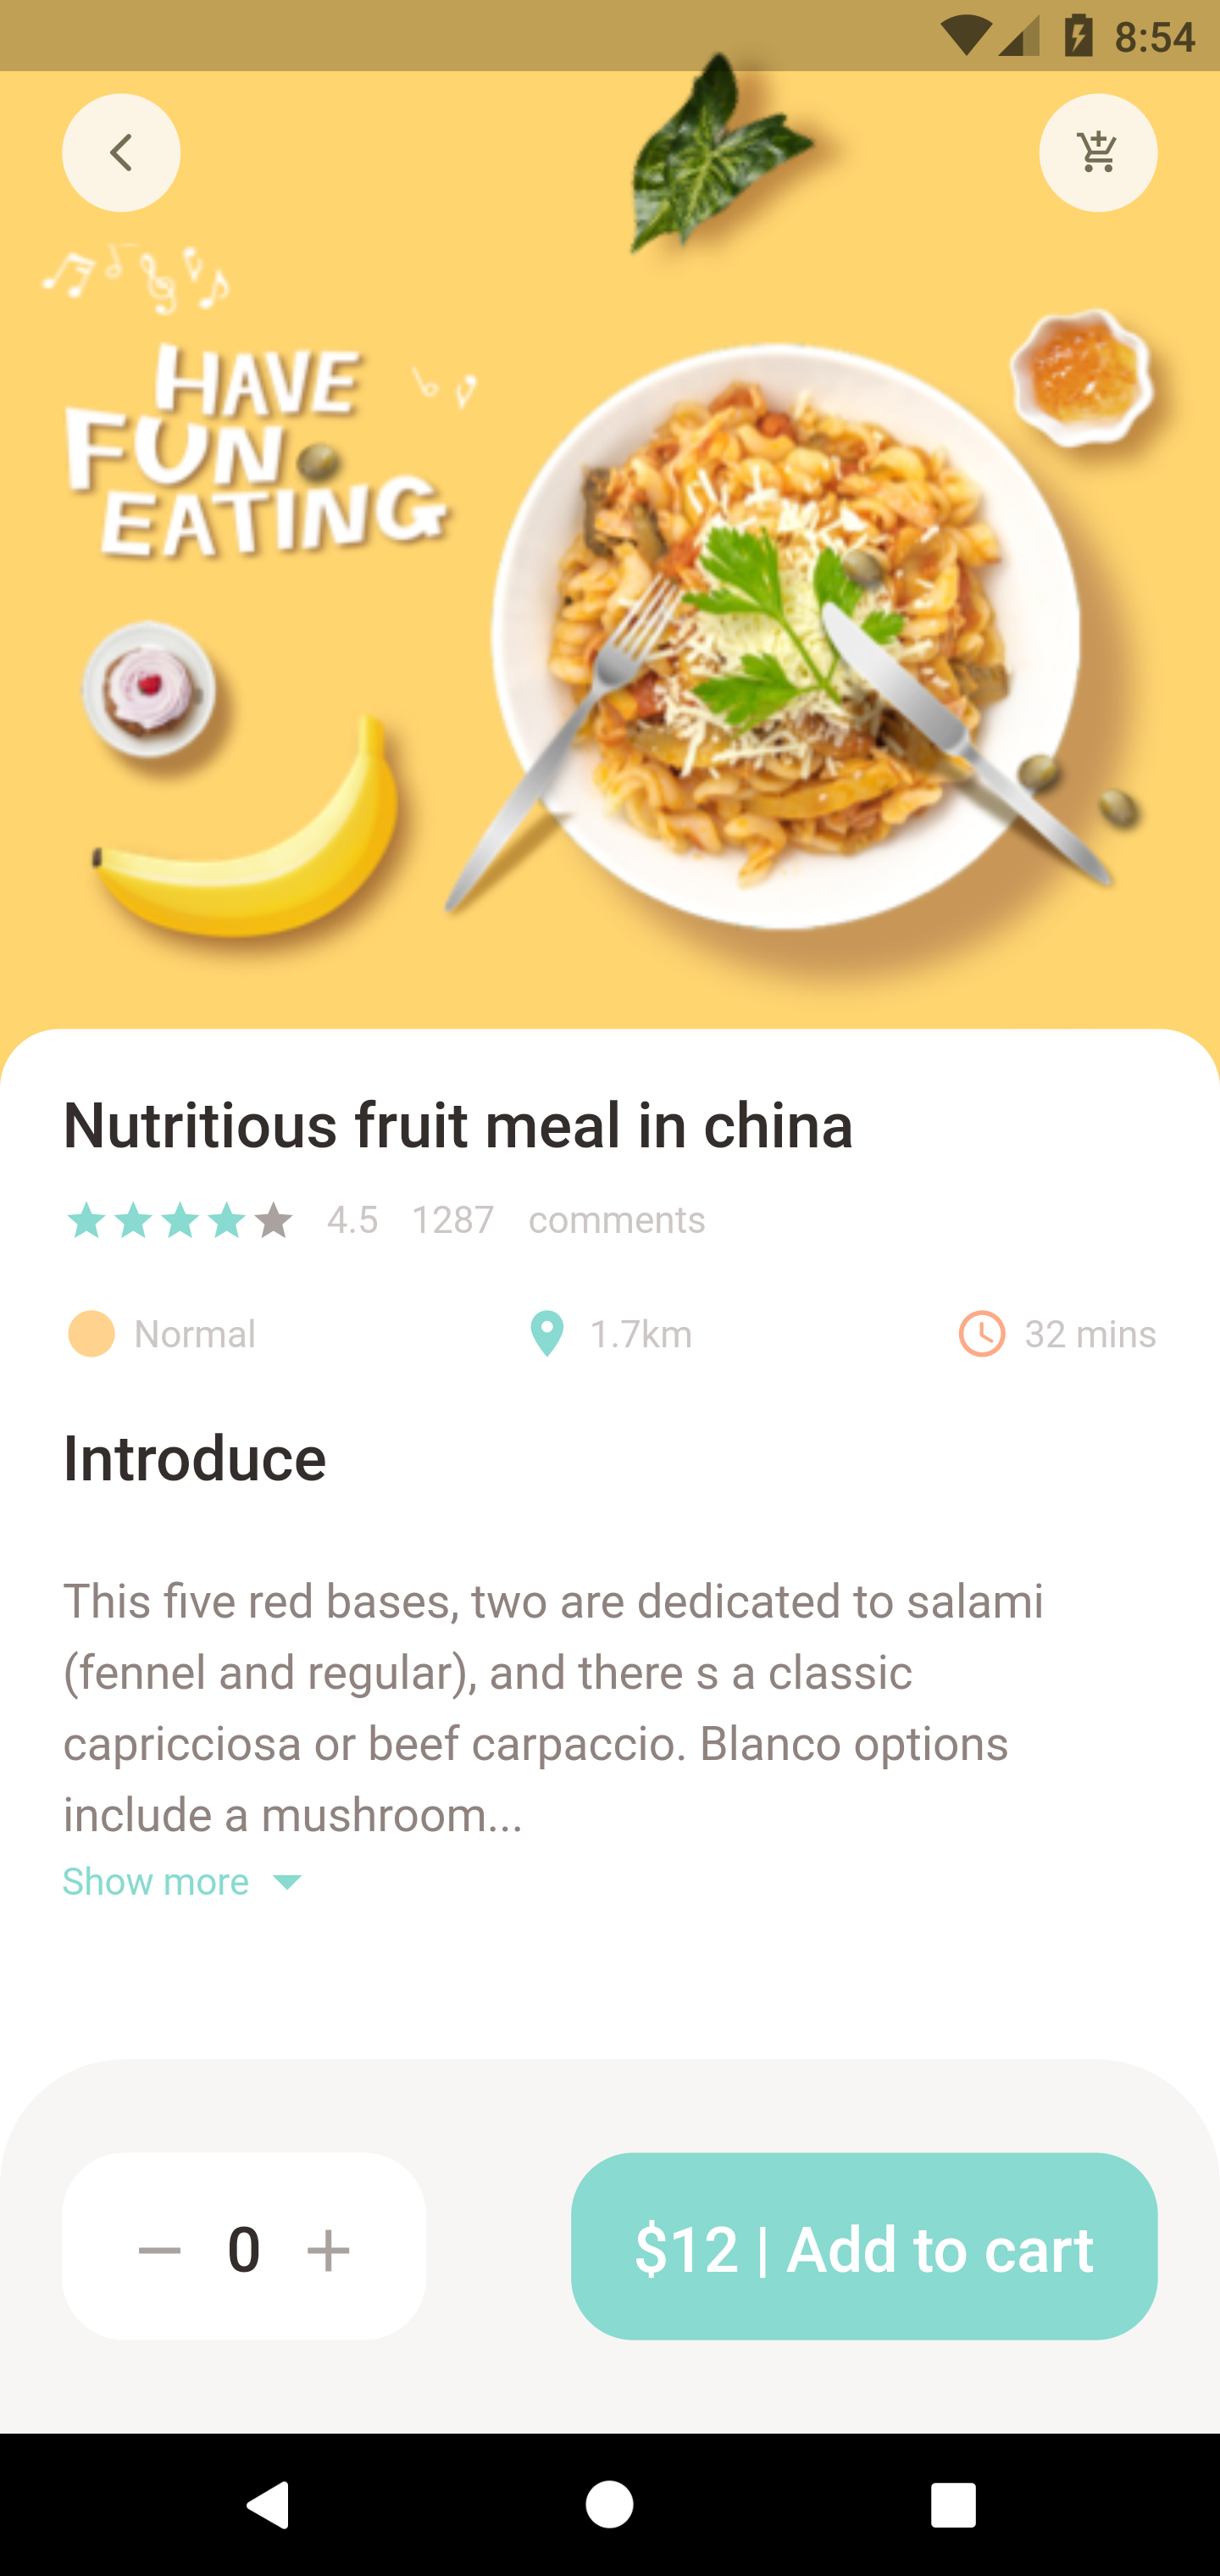 8:54
HAVE
FUN
EATING
Nutritious fruit meal in china
4.5 1287 comments
Normal 1.7km 32 mins
Introduce
This five red bases, two are dedicated to salami
(fennel and regular), and there s a classic
capricciosa or beef carpaccio. Blanco options
include a mushroom...
Show more
0 $12 | Add to cart